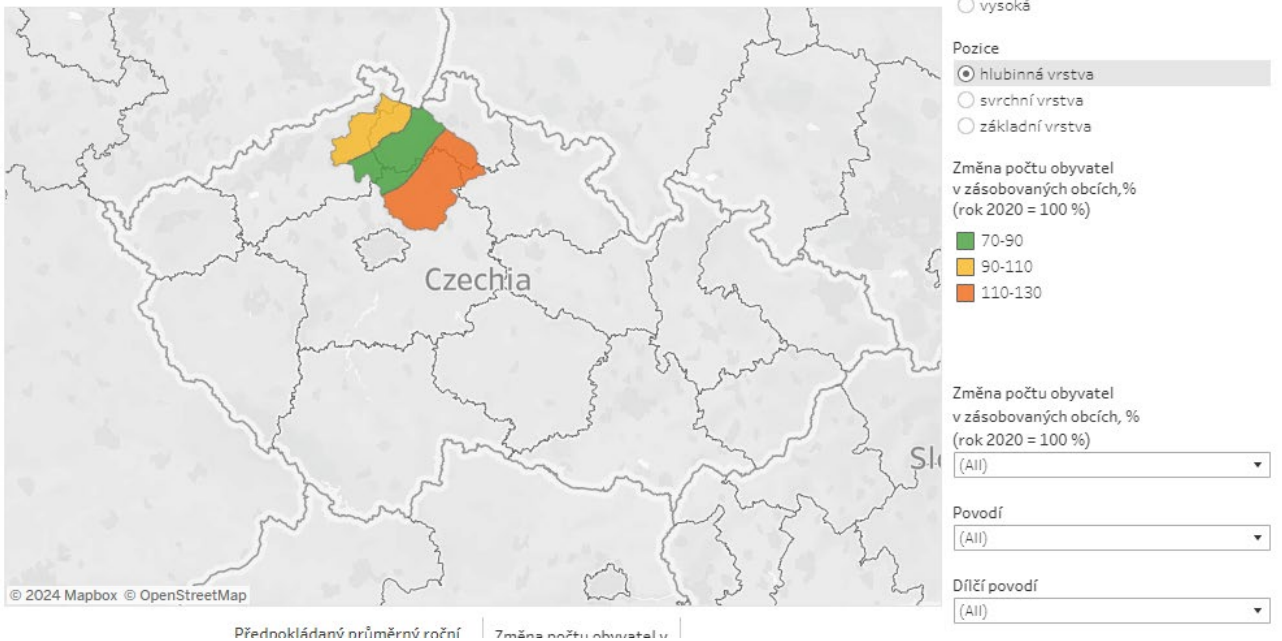 vysoká
Pozice
hlubinná vrstva
svrchní vrstva
základní vrstva
Změna počtu obyvatel
v zásobovaných obcích,%
(rok 2020 = 100 %)
70-90
90-110
110-130
Czechia
Změna počtu obyvatel
v zásobovaných obcích, %
(rok 2020 = 100 %)
Sl
(All)
Povodí
(All)
Dílčí povodí
(All)
© 2024 Mapbox © OpenStreetMap
Předpokládaný průměrný roční
Změna počtu obyvatel v